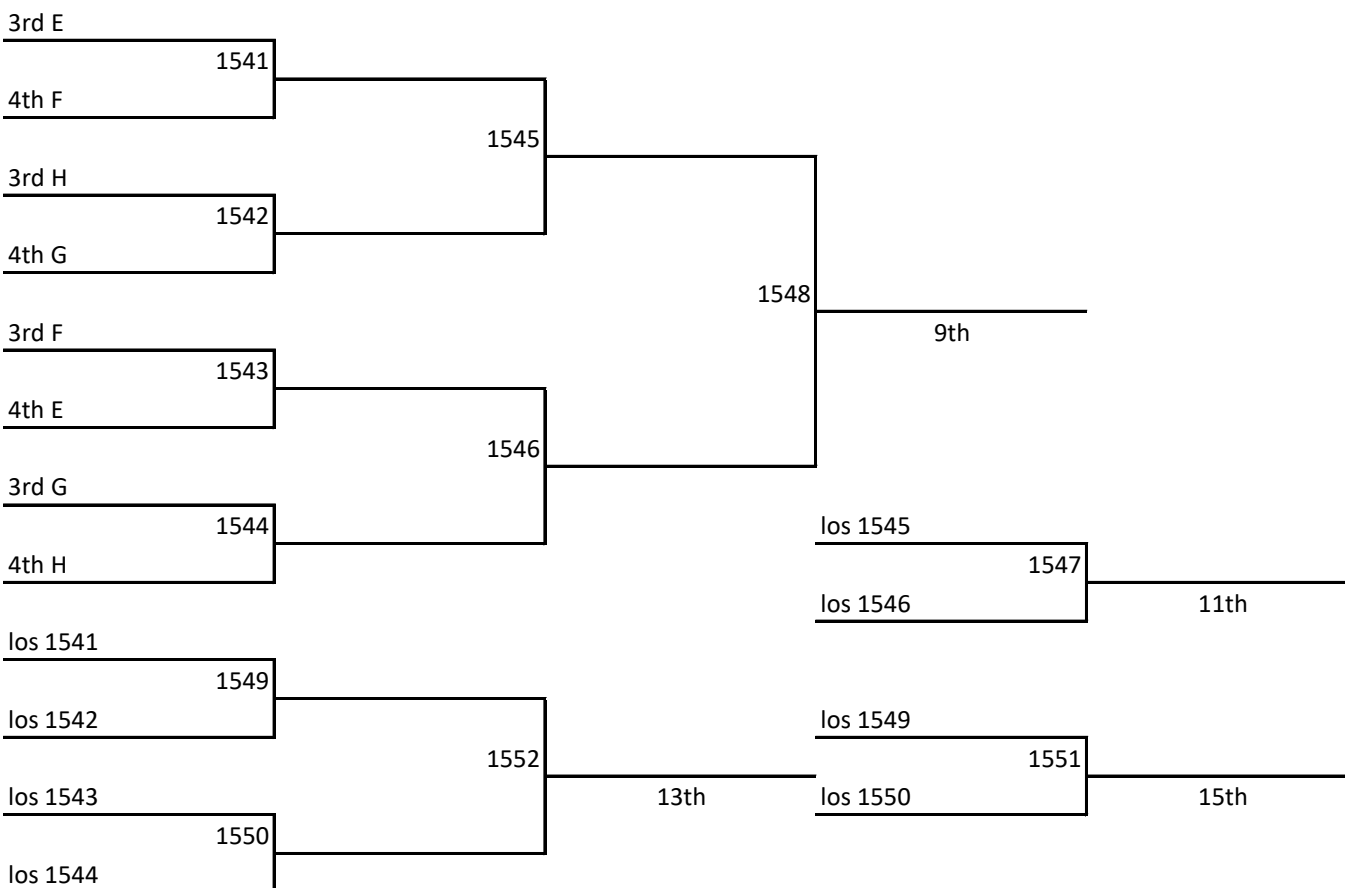 3rd E
1541
4th F
1545
3rd H
1542
4th G
1548
3rd F
9th
1543
4th E
1546
3rd G
1544
los 1545
4th H
1547
los 1546
11th
los 1541
1549
los 1542
los 1549
1552
1551
los 1543
13th
los 1550
15th
1550
los 1544